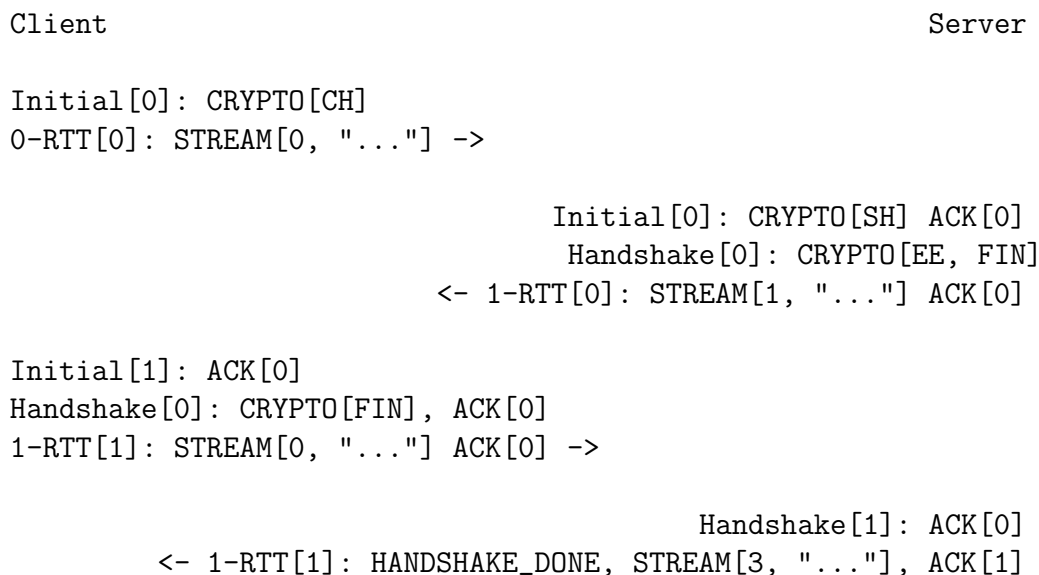 Client Server
Initial[0]: CRYPTO[CH]
0-RTT[0]: STREAM[0, "..."] ->
Initial[0]: CRYPTO[SH] ACK[0]
Handshake[0]: CRYPTO[EE, FIN]
<- 1-RTT[0]: STREAM[1, "..."] ACK[0]
Initial[1]: ACK[0]
Handshake[0]: CRYPTO[FIN], ACK[0]
1-RTT[1]: STREAM[0, "..."] ACK[0] ->
Handshake[1]: ACK[0]
<- 1-RTT[1]: HANDSHAKE_DONE, STREAM[3, "..."], ACK[1]